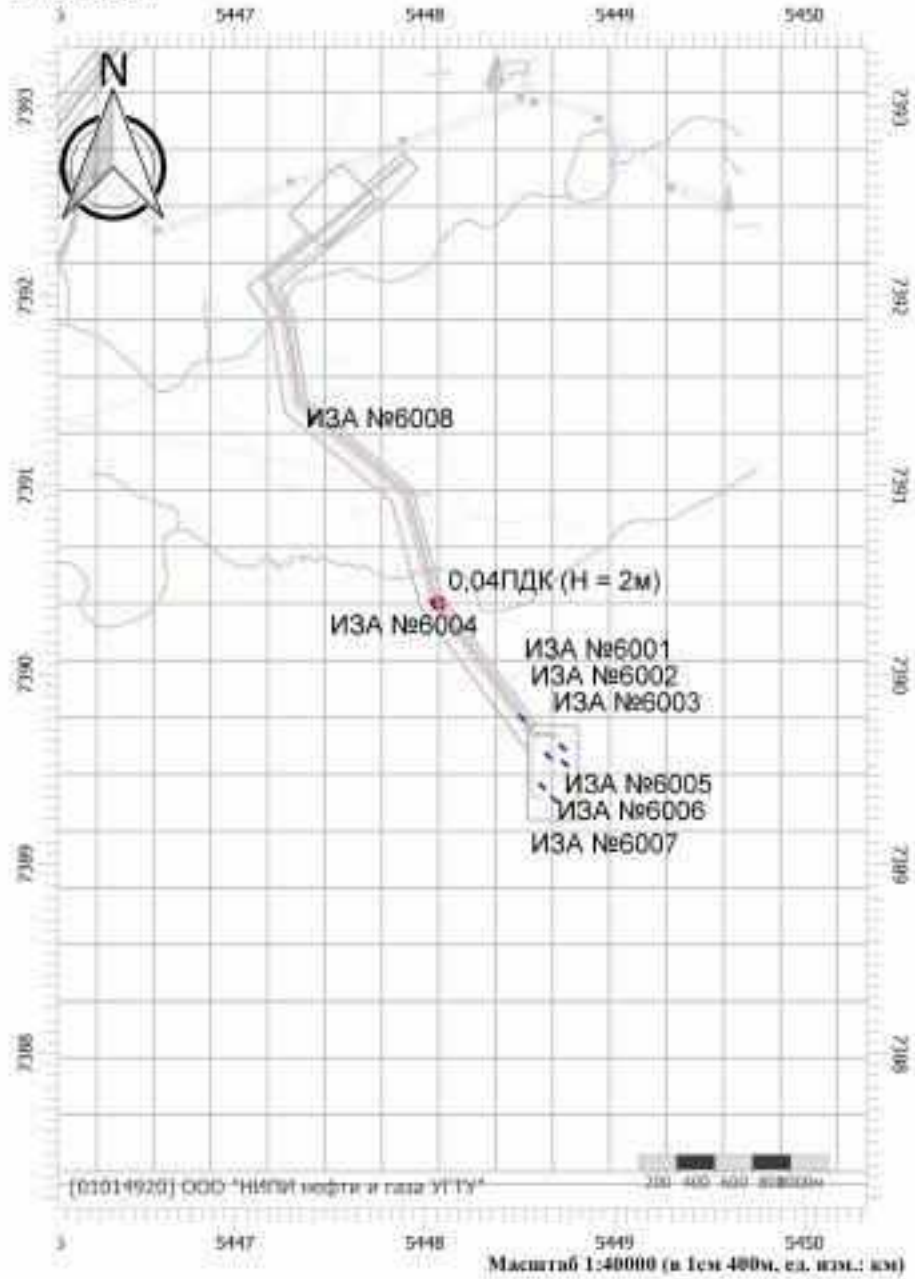 5447 5448 5449 5450
N
7393 7393
7392 7392
ИЗА №6008
7391 7391
0,04ПДК (Н = 2м)
ИЗА №6004
ИЗА №6001
7390 7390
ИЗА №6002
ИЗА №6003
ИЗА №6005
ИЗА №6006
ИЗА №6007
7389 7389
7388 7388
200 400 600
[01014920] ООО "НИПИ нефти и газа УГТУ"
5447 5448 5449 5450
Масштаб 1:40000 (в 1см 400м, ед. изм.: км)